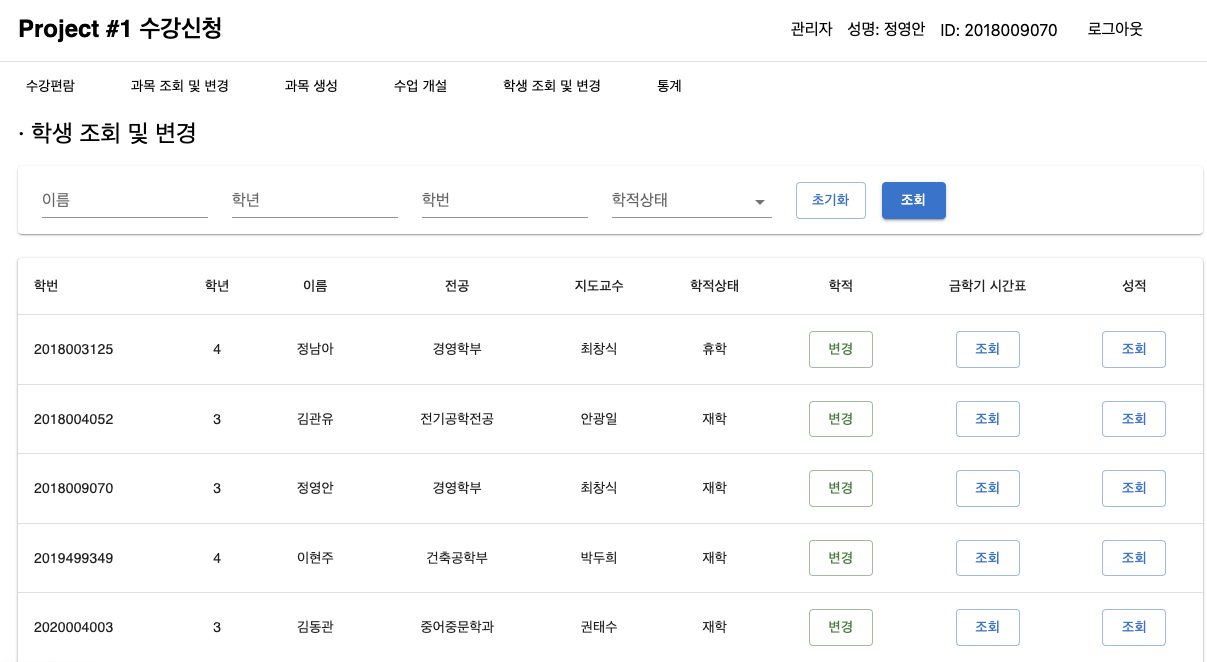 Project #1 수강신청 관리자 성명: 정영안 ID: 2018009070 로그아웃
수강편람 과목 조회 및 변경 과목 생성 수업 개설 학생 조회 및 변경 통계
· 학생 조회 및 변경
이름 학년 학번 학적상태 초기화 조회
학번 학년 이름 전공 지도교수 학적상태 학적 금학기 시간표 성적
2018003125 4 정남아 경영학부 최창식 휴학 변경 조회 조회
2018004052 3 김관유 전기공학전공 안광일 재학 변경 조회 조회
2018009070 3 정영안 경영학부 최창식 재학 변경 조회 조회
2019499349 4 이현주 건축공학부 박두희 재학 변경 조회 조회
2020004003 3 김동관 중어중문학과 권태수 재학 변경 조회 조회